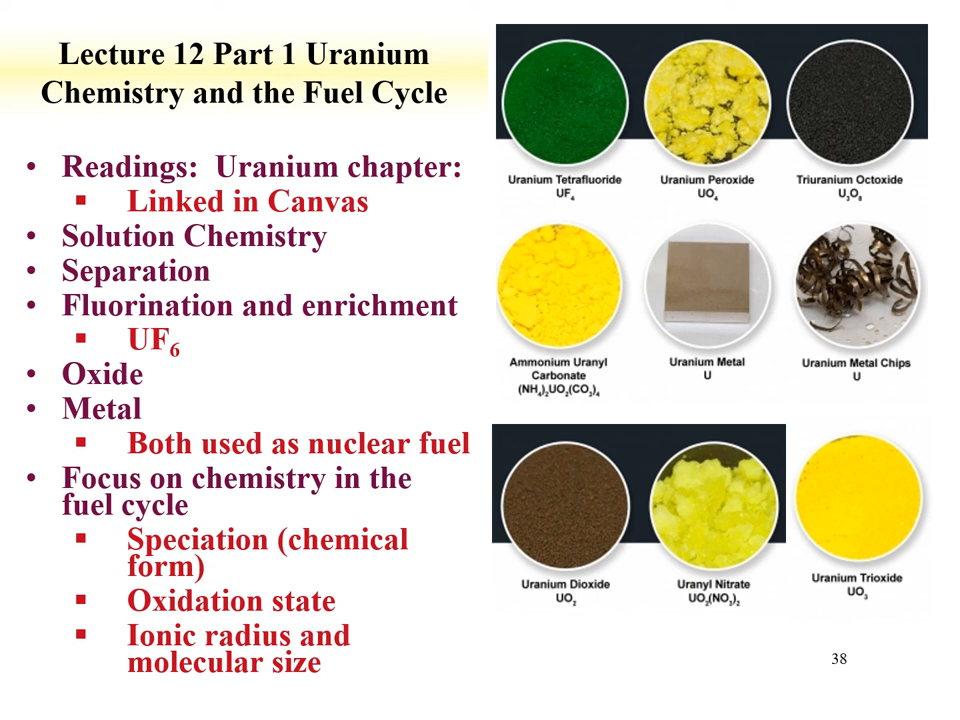 Lecture 12 Part 1 Uranium
Chemistry and the Fuel Cycle
• Readings: Uranium chapter:
▪ Linked in Canvas
• Solution Chemistry
• Separation
• Fluorination and enrichment
▪ UF₆
• Oxide
• Metal
▪ Both used as nuclear fuel
• Focus on chemistry in the
fuel cycle
▪ Speciation (chemical
form)
▪ Oxidation state
▪ Ionic radius and
molecular size
Uranium Tetrafluoride
UF₄
Uranium Peroxide
UO₄
Triuranium Octoxide
U₃O₈
Ammonium Uranyl
Carbonate
(NH₄)₂UO₂(CO₃)₄
Uranium Metal
U
Uranium Metal Chips
U
Uranium Dioxide
UO₂
Uranyl Nitrate
UO₂(NO₃)₂
Uranium Trioxide
UO₃
38